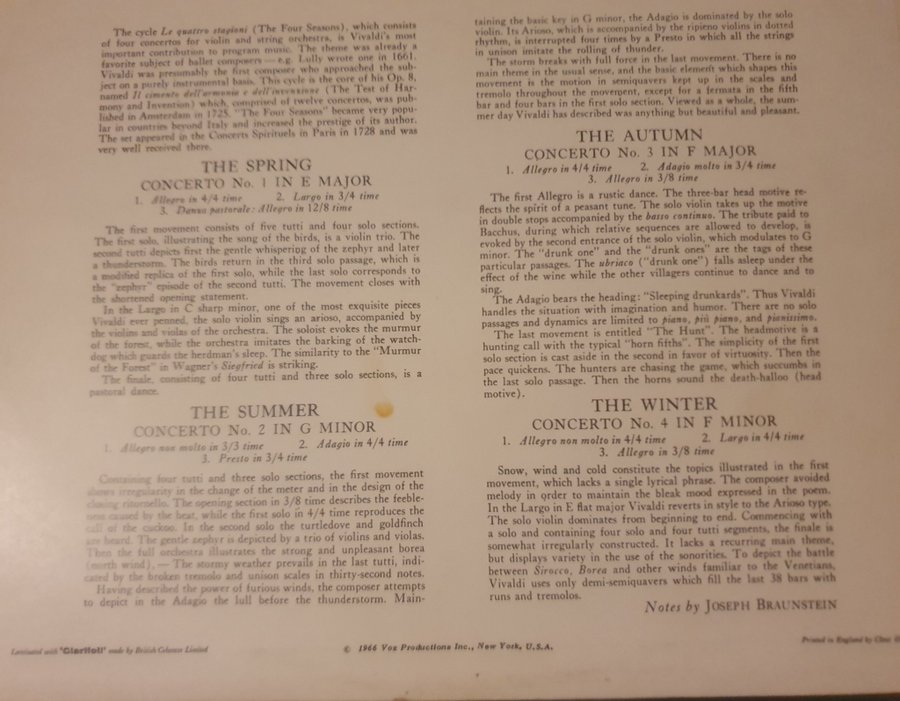 The cycle Le quattro stagioni (The Four Seasons), which consists
of four concertos for violin and string orchestra, is Vivaldi's most
important contribution to program music. The theme was already a
favorite subject of ballet composers — e.g. Lully wrote one in 1661.
Vivaldi was presumably the first composer who approached the sub-
ject on a purely instrumental basis. This cycle is the core of his Op. 8,
named Il cimento dell'armonia e dell'invenzione (The Test of Har-
mony and Invention) which, comprised of twelve concertos, was pub-
lished in Amsterdam in 1725. "The Four Seasons" became very popu-
lar in countries beyond Italy and increased the prestige of its author.
The set appeared in the Concerts Spirituels in Paris in 1728 and was
very well received there.
THE SPRING
CONCERTO No. 1 IN E MAJOR
1. Allegro in 4/4 time 2. Largo in 3/4 time
3. Danza pastorale: Allegro in 12/8 time
The first movement consists of five tutti and four solo sections.
The first solo, illustrating the song of the birds, is a violin trio. The
second tutti depicts first the gentle whispering of the zephyr and later
a thunderstorm. The birds return in the third solo passage, which is
a modified replica of the first solo, while the last solo corresponds to
the "zephyr" episode of the second tutti. The movement closes with
the shortened opening statement.
In the Largo in C sharp minor, one of the most exquisite pieces
Vivaldi ever penned, the solo violin sings an arioso, accompanied by
the violins and violas of the orchestra. The soloist evokes the murmur
of the forest, while the orchestra imitates the barking of the watch-
dog which guards the herdman's sleep. The similarity to the "Murmur
of the Forest" in Wagner's Siegfried is striking.
The finale, consisting of four tutti and three solo sections, is a
pastoral dance.
THE SUMMER
CONCERTO No. 2 IN G MINOR
1. Allegro non molto in 3/3 time 2. Adagio in 4/4 time
3. Presto in 3/4 time
Containing four tutti and three solo sections, the first movement
shows irregularity in the change of the meter and in the design of the
closing ritornello. The opening section in 3/8 time describes the feeble-
ness caused by the heat, while the first solo in 4/4 time reproduces the
call of the cuckoo. In the second solo the turtledove and goldfinch
are heard. The gentle zephyr is depicted by a trio of violins and violas.
Then the full orchestra illustrates the strong and unpleasant borea
(north wind). — The stormy weather prevails in the last tutti, indi-
cated by the broken tremolo and unison scales in thirty-second notes.
Having described the power of furious winds, the composer attempts
to depict in the Adagio the lull before the thunderstorm. Main-
taining the basic key in G minor, the Adagio is dominated by the solo
violin. Its Arioso, which is accompanied by the ripieno violins in dotted
rhythm, is interrupted four times by a Presto in which all the strings
in unison imitate the rolling of thunder.
The storm breaks with full force in the last movement. There is no
main theme in the usual sense, and the basic element which shapes this
movement is the motion in semiquavers kept up in the scales and
tremolo throughout the movement, except for a fermata in the fifth
bar and four bars in the first solo section. Viewed as a whole, the sum-
mer day Vivaldi has described was anything but beautiful and pleasant.
THE AUTUMN
CONCERTO No. 3 IN F MAJOR
1. Allegro in 4/4 time 2. Adagio molto in 3/4 time
3. Allegro in 3/8 time
The first Allegro is a rustic dance. The three-bar head motive re-
flects the spirit of a peasant tune. The solo violin takes up the motive
in double stops accompanied by the basso continuo. The tribute paid to
Bacchus, during which relative sequences are allowed to develop, is
evoked by the second entrance of the solo violin, which modulates to G
minor. The "drunk one" and the "drunk ones" are the tags of these
particular passages. The ubriaco ("drunk one") falls asleep under the
effect of the wine while the other villagers continue to dance and to
sing.
The Adagio bears the heading: "Sleeping drunkards". Thus Vivaldi
handles the situation with imagination and humor. There are no solo
passages and dynamics are limited to piano, più piano, and pianissimo.
The last movement is entitled "The Hunt". The headmotive is a
hunting call with the typical "horn fifths". The simplicity of the first
solo section is cast aside in the second in favor of virtuosity. Then the
pace quickens. The hunters are chasing the game, which succumbs in
the last solo passage. Then the horns sound the death-halloo (head
motive).
THE WINTER
CONCERTO No. 4 IN F MINOR
1. Allegro non molto in 4/4 time 2. Largo in 4/4 time
3. Allegro in 3/8 time
Snow, wind and cold constitute the topics illustrated in the first
movement, which lacks a single lyrical phrase. The composer avoided
melody in order to maintain the bleak mood expressed in the poem.
In the Largo in E flat major Vivaldi reverts in style to the Arioso type.
The solo violin dominates from beginning to end. Commencing with
a solo and containing four solo and four tutti segments, the finale is
somewhat irregularly constructed. It lacks a recurring main theme,
but displays variety in the use of the sonorities. To depict the battle
between Sirocco, Borea and other winds familiar to the Venetians,
Vivaldi uses only demi-semiquavers which fill the last 38 bars with
runs and tremolos.
Notes by JOSEPH BRAUNSTEIN
Laminated with 'Clarifoil' made by British Celanese Limited
© 1966 Vox Productions Inc., New York, U.S.A.
Printed in England by